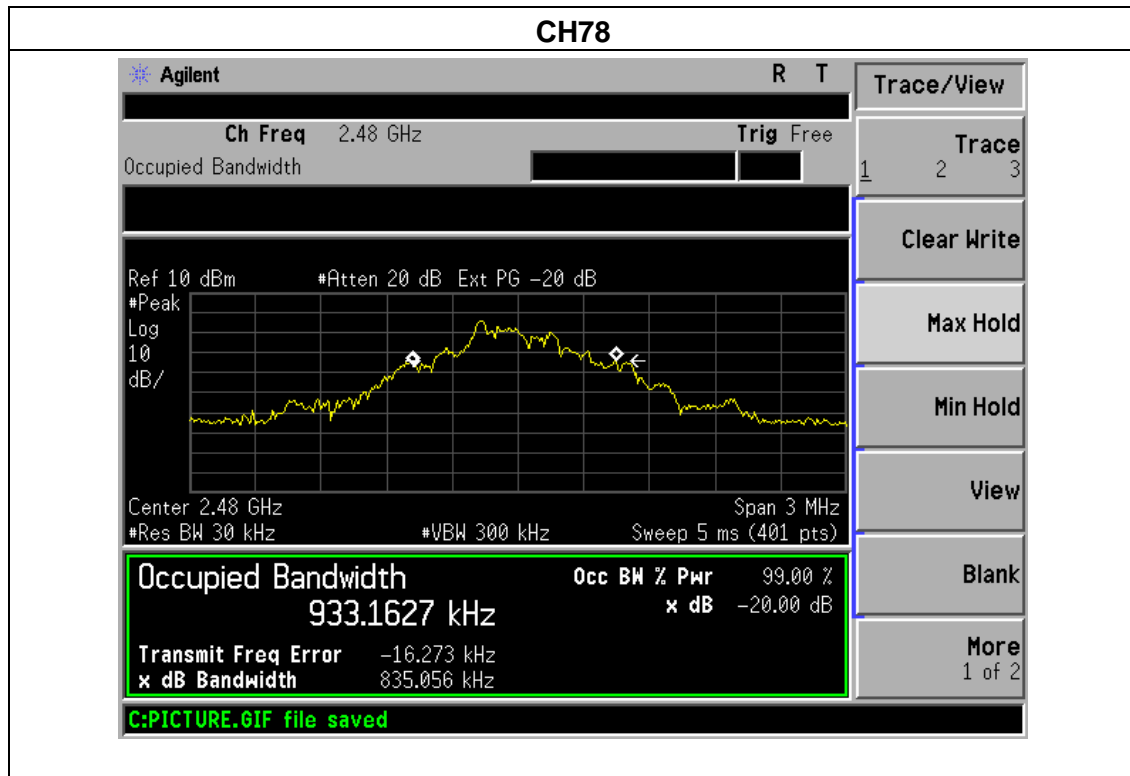 CH78
Agilent R T
Trace/View
Ch Freq 2.48 GHz Trig Free
Occupied Bandwidth
Trace
1 2 3
Clear Write
Ref 10 dBm #Atten 20 dB Ext PG -20 dB
#Peak
Log
10
dB/
Max Hold
Min Hold
View
Center 2.48 GHz Span 3 MHz
#Res BW 30 kHz #VBW 300 kHz Sweep 5 ms (401 pts)
Occupied Bandwidth Occ BW % Pwr 99.00 %
933.1627 kHz x dB -20.00 dB
Blank
Transmit Freq Error -16.273 kHz
x dB Bandwidth 835.056 kHz
More
1 of 2
C:PICTURE.GIF file saved